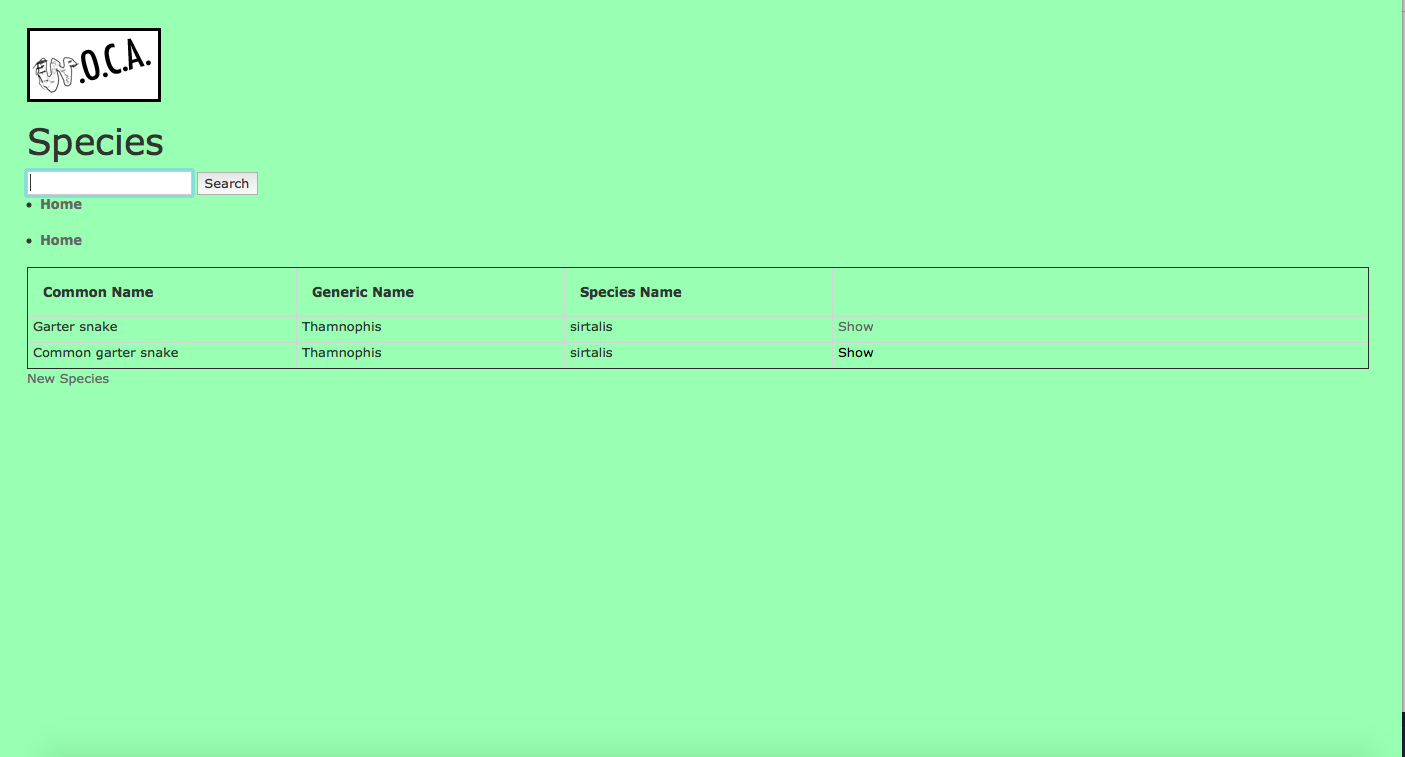 W.O.C.A.
Species
Search
Home
Home
Common Name Generic Name Species Name
Garter snake Thamnophis sirtalis Show
Common garter snake Thamnophis sirtalis Show
New Species